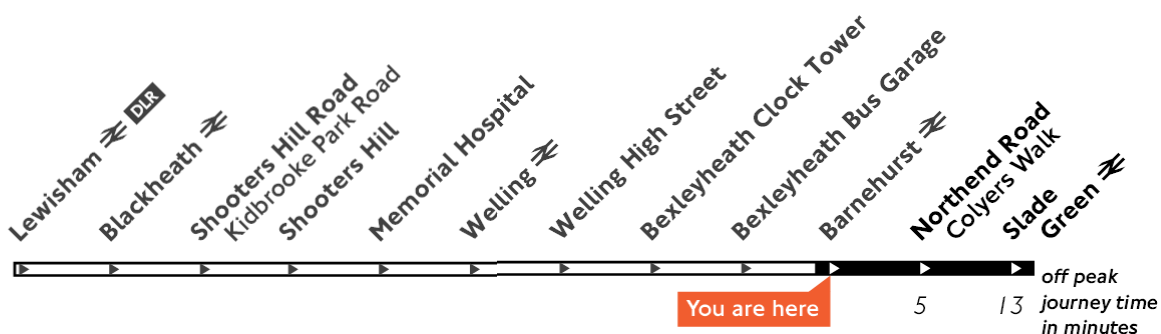 Lewisham
DLR
Blackheath
Shooters Hill Road
Kidbrooke Park Road
Shooters Hill
Memorial Hospital
Welling
Welling High Street
Bexleyheath Clock Tower
Bexleyheath Bus Garage
Barnehurst
Northend Road
Colyers Walk
Slade
Green
You are here
5
13
off peak
journey time
in minutes